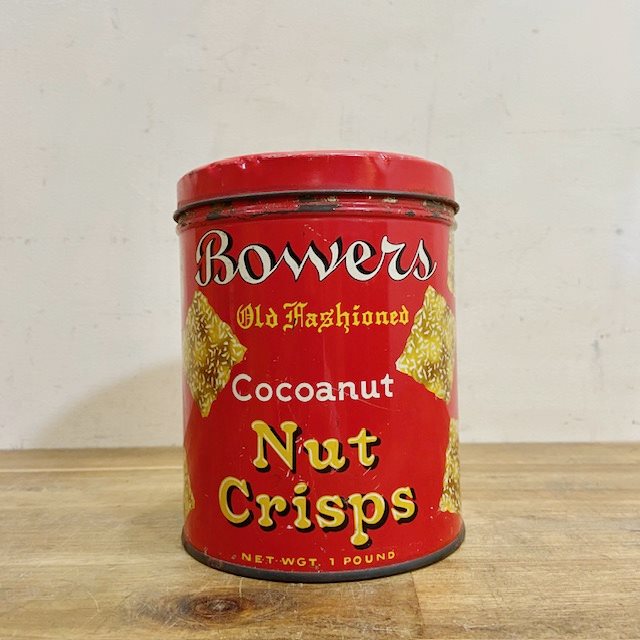 Bowers
Old Fashioned
Cocoanut
Nut
Crisps
NET·WGT. 1 POUND